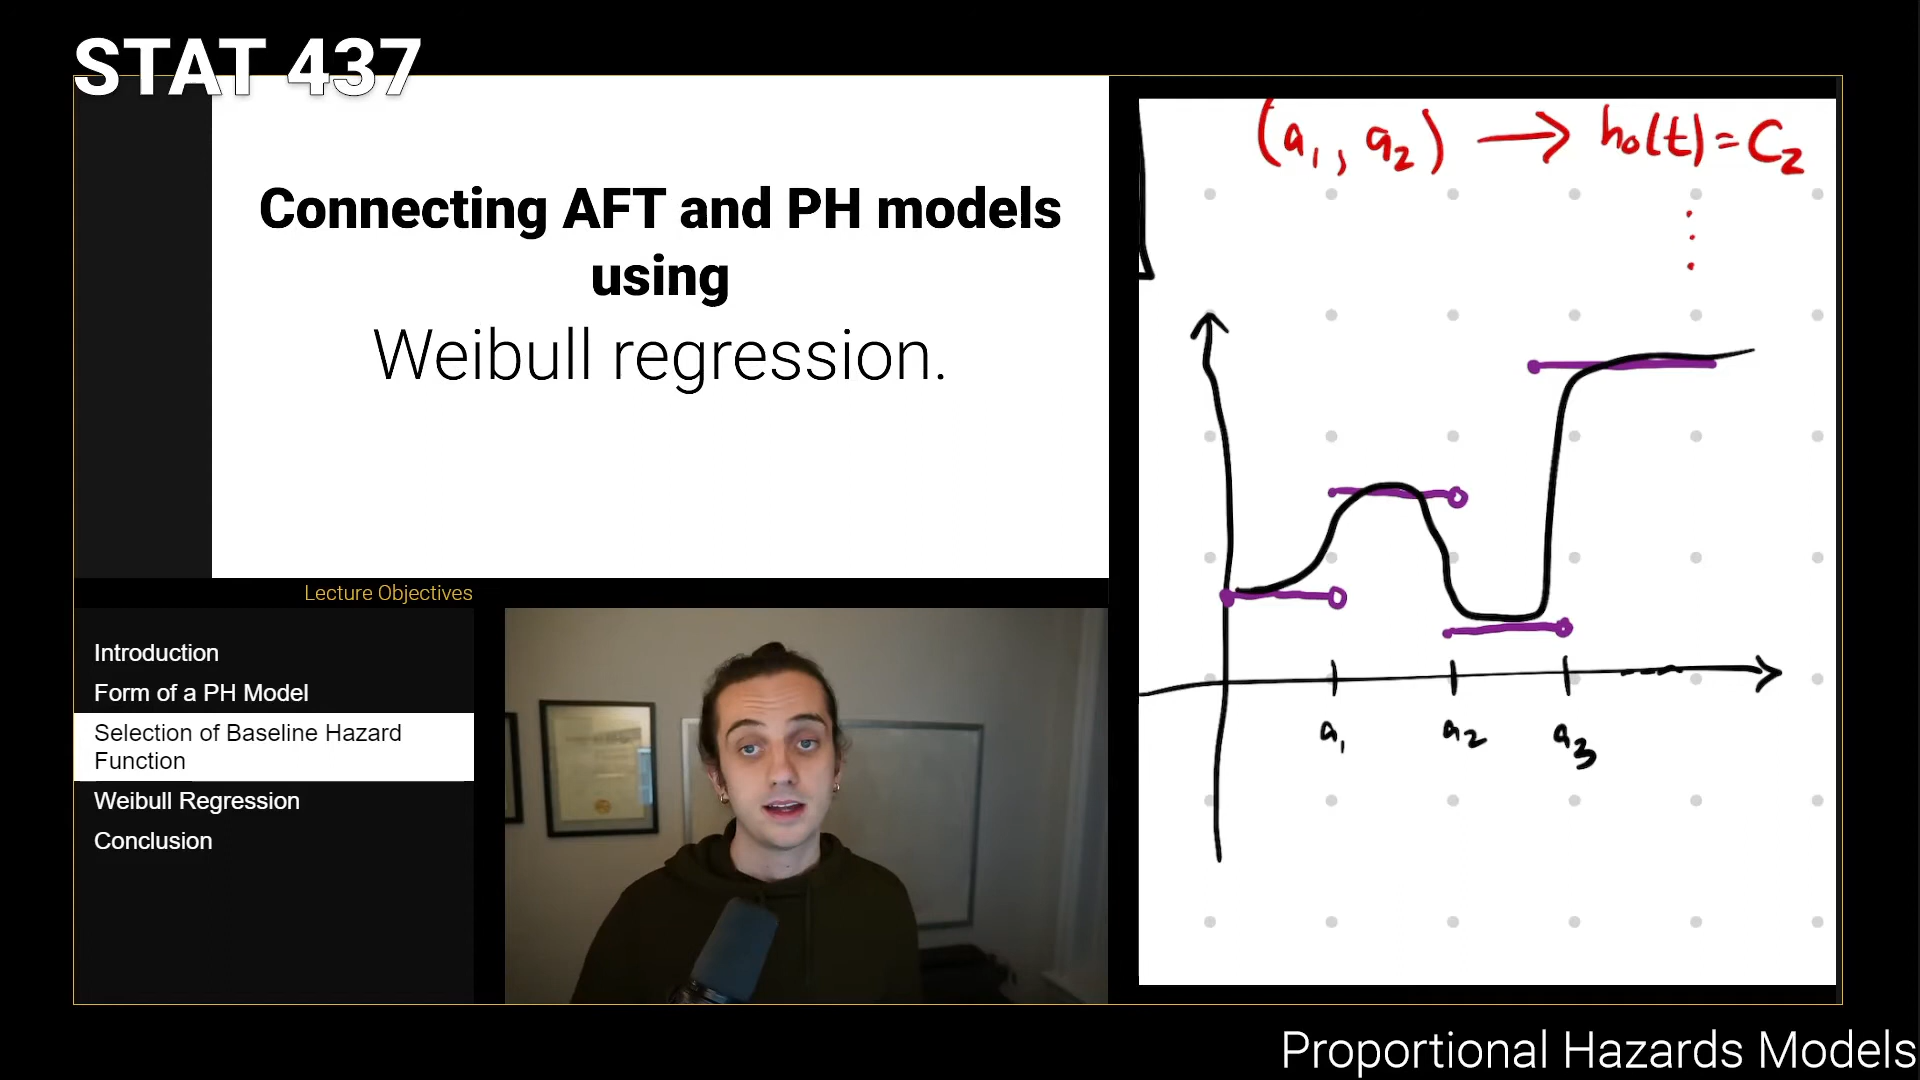 STAT 437
Connecting AFT and PH models
using
Weibull regression.
Lecture Objectives
Introduction
Form of a PH Model
Selection of Baseline Hazard
Function
Weibull Regression
Conclusion
(a₁, a₂) → h₀(t) = C₂
⋮
a₁ a₂ a₃
Proportional Hazards Models